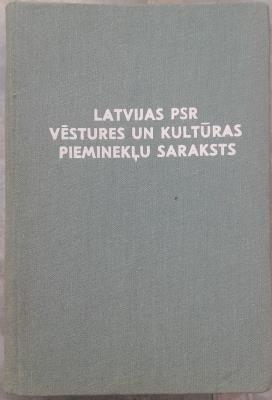 LATVIJAS PSR
VĒSTURES UN KULTŪRAS
PIEMINEKĻU SARAKSTS